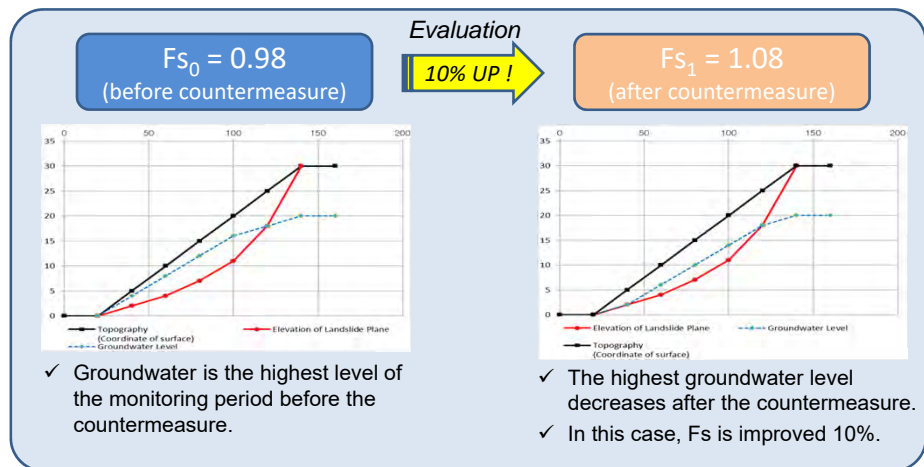 Evaluation
Fs0 = 0.98
(before countermeasure)
10% UP !
Fs1 = 1.08
(after countermeasure)
0 50 100 150 200
35
30
25
20
15
10
5
0
Topography
(Coordinate of surface)
Elevation of Landslide Plane
Groundwater Level
✓ Groundwater is the highest level of
the monitoring period before the
countermeasure.
0 50 100 150 200
35
30
25
20
15
10
5
0
Elevation of Landslide Plane
Groundwater Level
Topography
(Coordinate of surface)
✓ The highest groundwater level
decreases after the countermeasure.
✓ In this case, Fs is improved 10%.